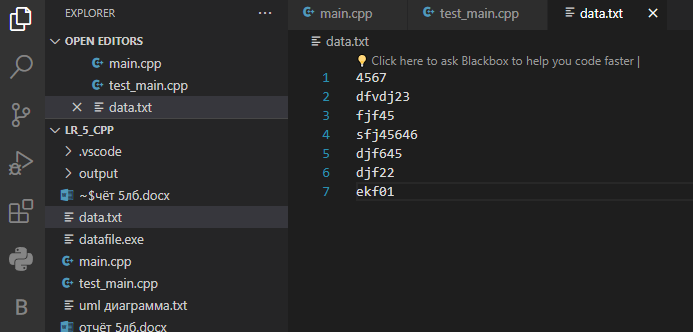 EXPLORER
OPEN EDITORS
main.cpp
test_main.cpp
data.txt
LR_5_CPP
.vscode
output
~$чёт 5лб.docx
data.txt
datafile.exe
main.cpp
test_main.cpp
uml диаграмма.txt
отчёт 5лб.docx
main.cpp test_main.cpp data.txt
data.txt
Click here to ask Blackbox to help you code faster |
1 4567
2 dfvdj23
3 fjf45
4 sfj45646
5 djf645
6 djf22
7 ekf01
B